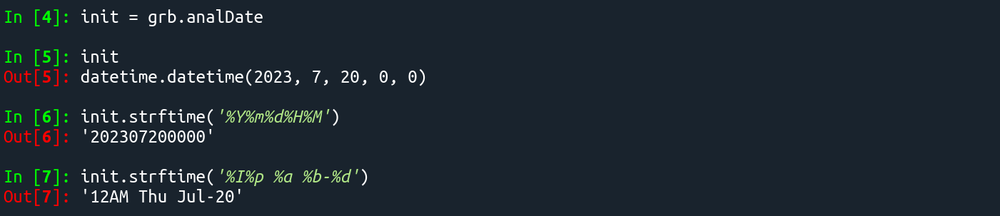 In [4]: init = grb.analDate
In [5]: init
Out[5]: datetime.datetime(2023, 7, 20, 0, 0)
In [6]: init.strftime('%Y%m%d%H%M')
Out[6]: '202307200000'
In [7]: init.strftime('%I%p %a %b-%d')
Out[7]: '12AM Thu Jul-20'